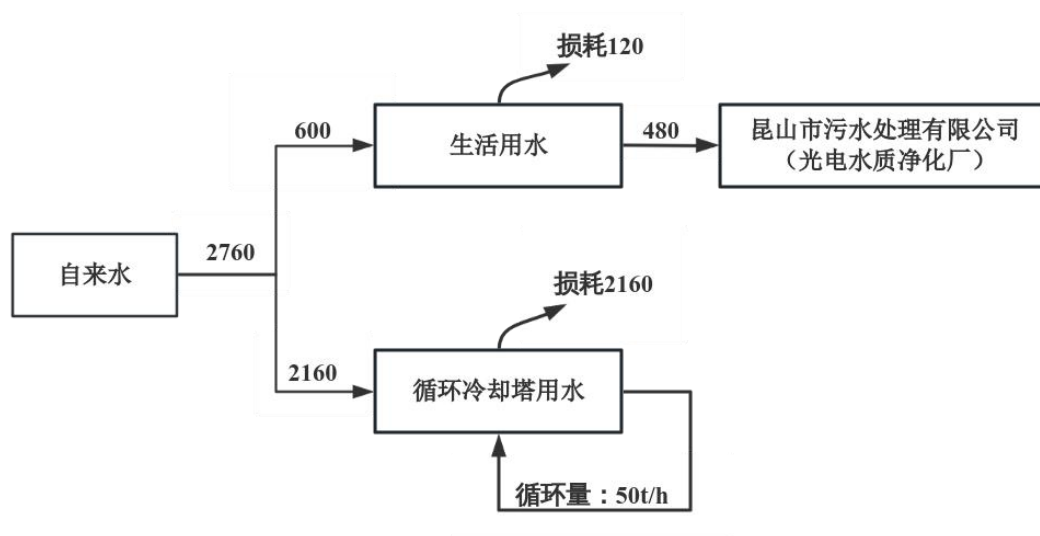 损耗120
600
生活用水
480
昆山市污水处理有限公司
（光电水质净化厂）
自来水
2760
损耗2160
2160
循环冷却塔用水
循环量：50t/h